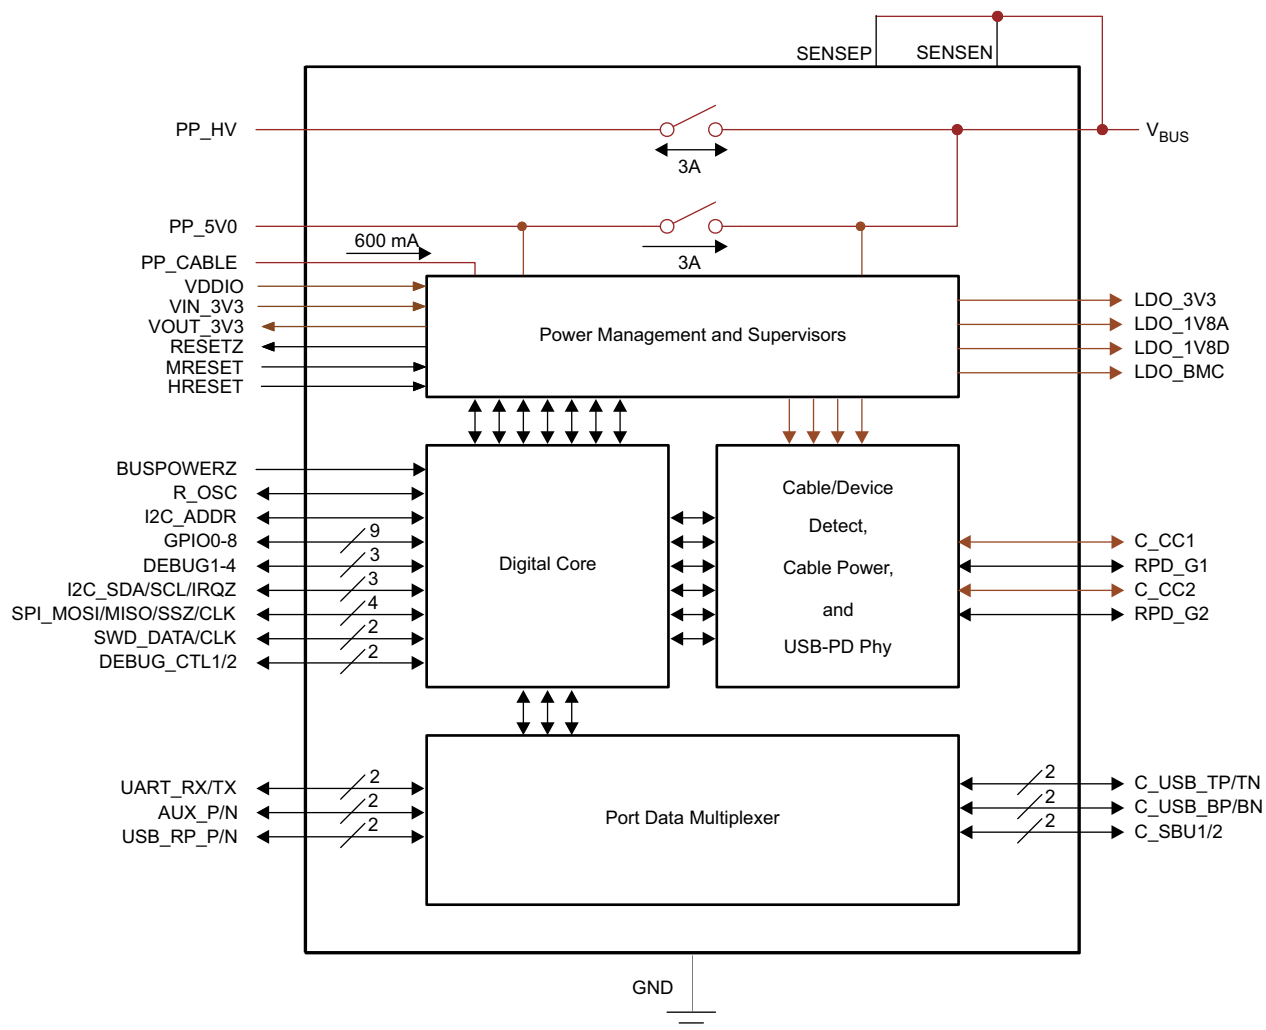 SENSEP
SENSEN
PP_HV
3A
VBUS
PP_5V0
600 mA
3A
PP_CABLE
VDDIO
VIN_3V3
VOUT_3V3
RESETZ
MRESET
HRESET
Power Management and Supervisors
LDO_3V3
LDO_1V8A
LDO_1V8D
LDO_BMC
BUSPOWERZ
R_OSC
I2C_ADDR
GPIO0-8
9
DEBUG1-4
3
I2C_SDA/SCL/IRQZ
3
SPI_MOSI/MISO/SSZ/CLK
4
SWD_DATA/CLK
2
DEBUG_CTL1/2
2
Digital Core
Cable/Device
Detect,
Cable Power,
and
USB-PD Phy
C_CC1
RPD_G1
C_CC2
RPD_G2
UART_RX/TX
2
AUX_P/N
2
USB_RP_P/N
2
Port Data Multiplexer
2
C_USB_TP/TN
2
C_USB_BP/BN
2
C_SBU1/2
GND